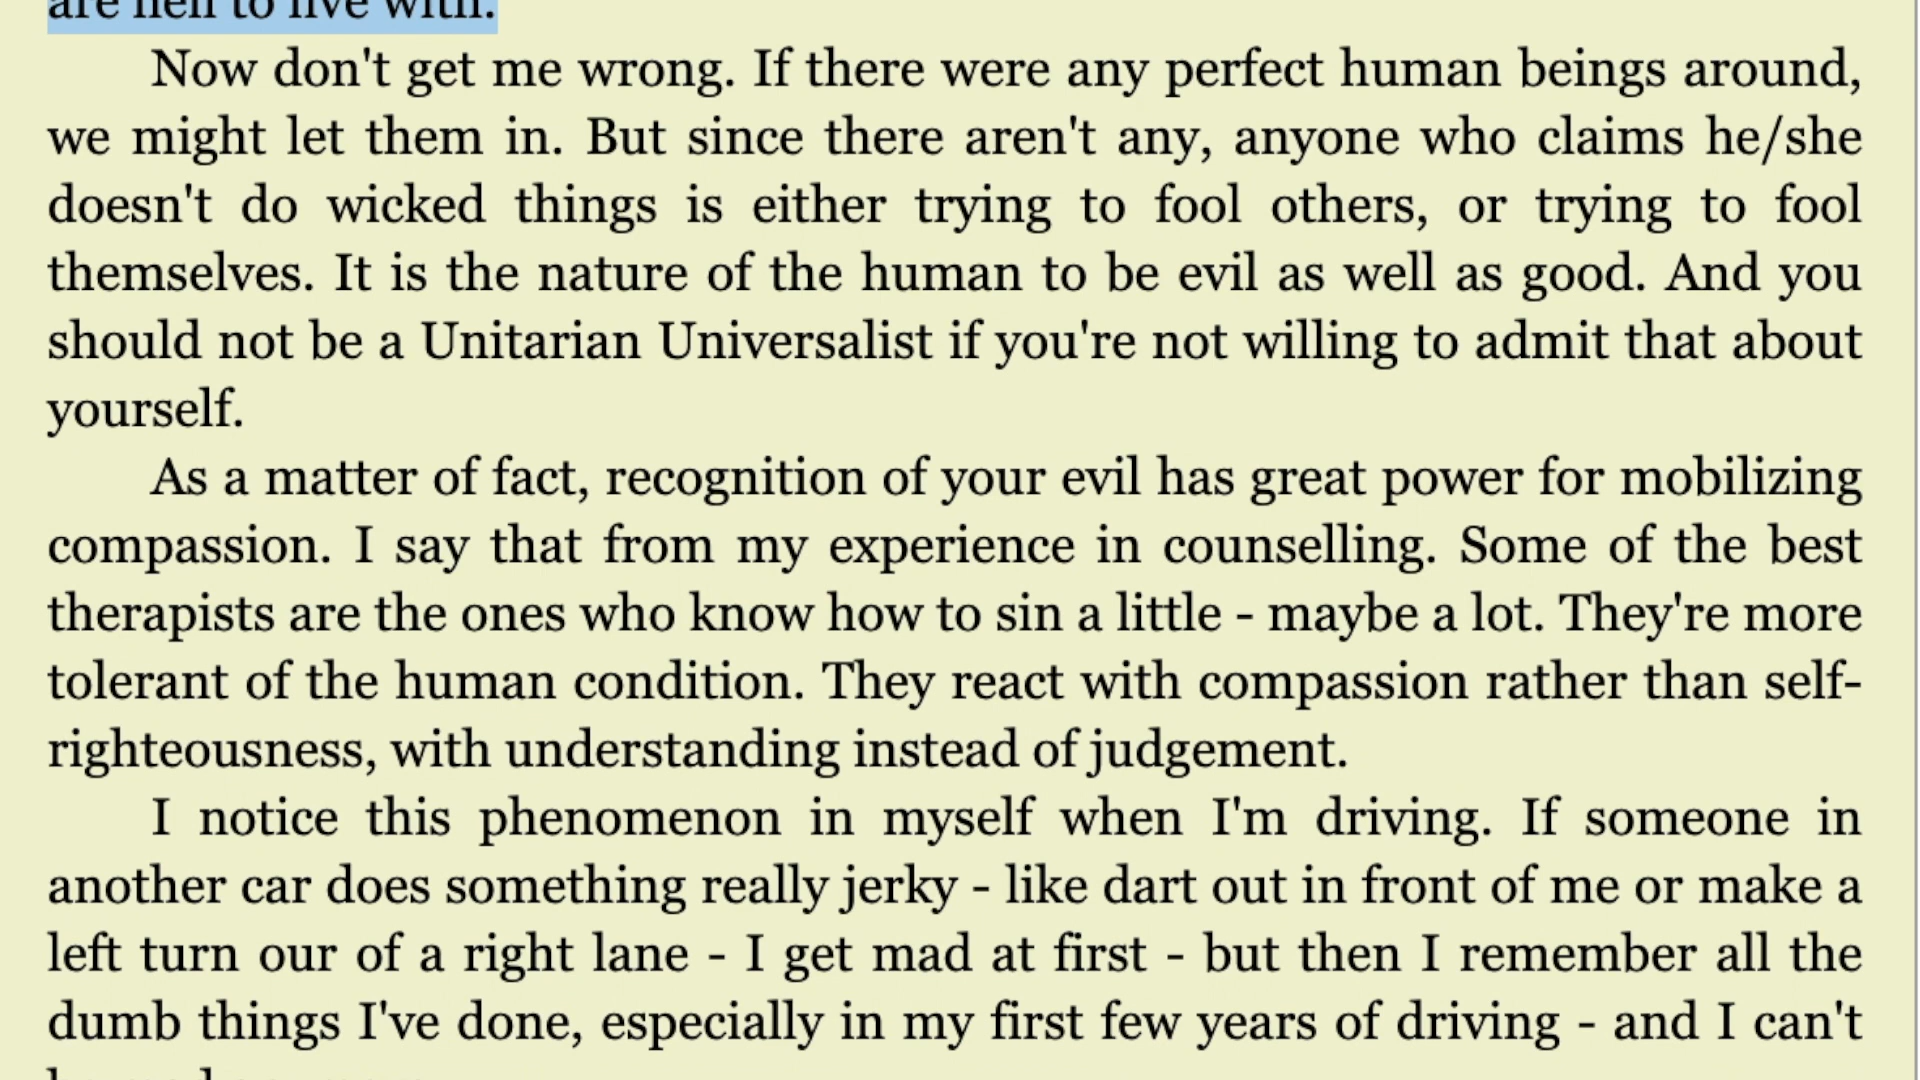 are hell to live with.
Now don't get me wrong. If there were any perfect human beings around,
we might let them in. But since there aren't any, anyone who claims he/she
doesn't do wicked things is either trying to fool others, or trying to fool
themselves. It is the nature of the human to be evil as well as good. And you
should not be a Unitarian Universalist if you're not willing to admit that about
yourself.
As a matter of fact, recognition of your evil has great power for mobilizing
compassion. I say that from my experience in counselling. Some of the best
therapists are the ones who know how to sin a little - maybe a lot. They're more
tolerant of the human condition. They react with compassion rather than self-
righteousness, with understanding instead of judgement.
I notice this phenomenon in myself when I'm driving. If someone in
another car does something really jerky - like dart out in front of me or make a
left turn our of a right lane - I get mad at first - but then I remember all the
dumb things I've done, especially in my first few years of driving - and I can't